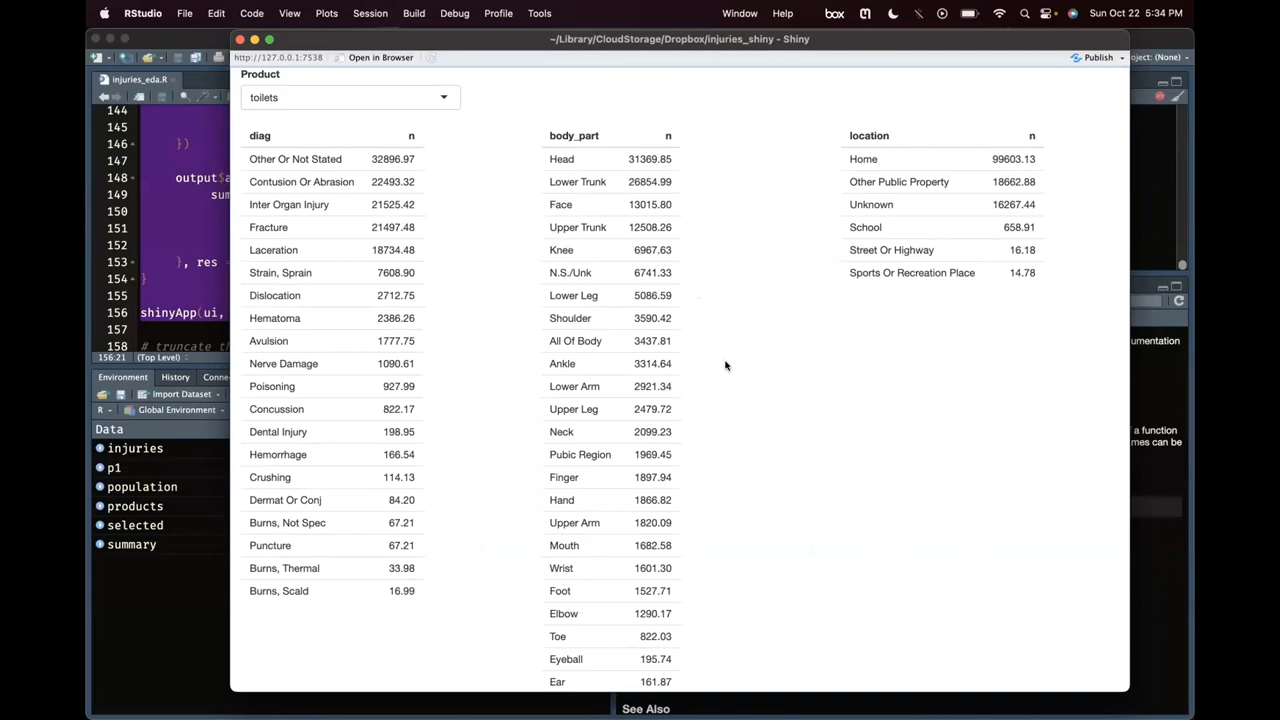 RStudio File Edit Code View Plots Session Build Debug Profile Tools Window Help box Sun Oct 22 5:34 PM
~/Library/CloudStorage/Dropbox/injuries_shiny - Shiny
http://127.0.0.1:7538 Open in Browser Publish
oject: (None)
injuries_eda.R
Product
toilets
diag n
Other Or Not Stated 32896.97
Contusion Or Abrasion 22493.32
Inter Organ Injury 21525.42
Fracture 21497.48
Laceration 18734.48
Strain, Sprain 7608.90
Dislocation 2712.75
Hematoma 2386.26
Avulsion 1777.75
Nerve Damage 1090.61
Poisoning 927.99
Concussion 822.17
Dental Injury 198.95
Hemorrhage 166.54
Crushing 114.13
Dermat Or Conj 84.20
Burns, Not Spec 67.21
Puncture 67.21
Burns, Thermal 33.98
Burns, Scald 16.99
body_part n
Head 31369.85
Lower Trunk 26854.99
Face 13015.80
Upper Trunk 12508.26
Knee 6967.63
N.S./Unk 6741.33
Lower Leg 5086.59
Shoulder 3590.42
All Of Body 3437.81
Ankle 3314.64
Lower Arm 2921.34
Upper Leg 2479.72
Neck 2099.23
Pubic Region 1969.45
Finger 1897.94
Hand 1866.82
Upper Arm 1820.09
Mouth 1682.58
Wrist 1601.30
Foot 1527.71
Elbow 1290.17
Toe 822.03
Eyeball 195.74
Ear 161.87
location n
Home 99603.13
Other Public Property 18662.88
Unknown 16267.44
School 658.91
Street Or Highway 16.18
Sports Or Recreation Place 14.78
144
145
146 })
147
148 output$a
149 sum
150
151
152
153 }, res =
154 }
155
156 shinyApp(ui,
157
158 # truncate th
156:21 (Top Level)
Environment History Conne
Import Dataset
R Global Environment
Data
injuries
p1
population
products
selected
summary
umentation
f a function
mes can be
See Also